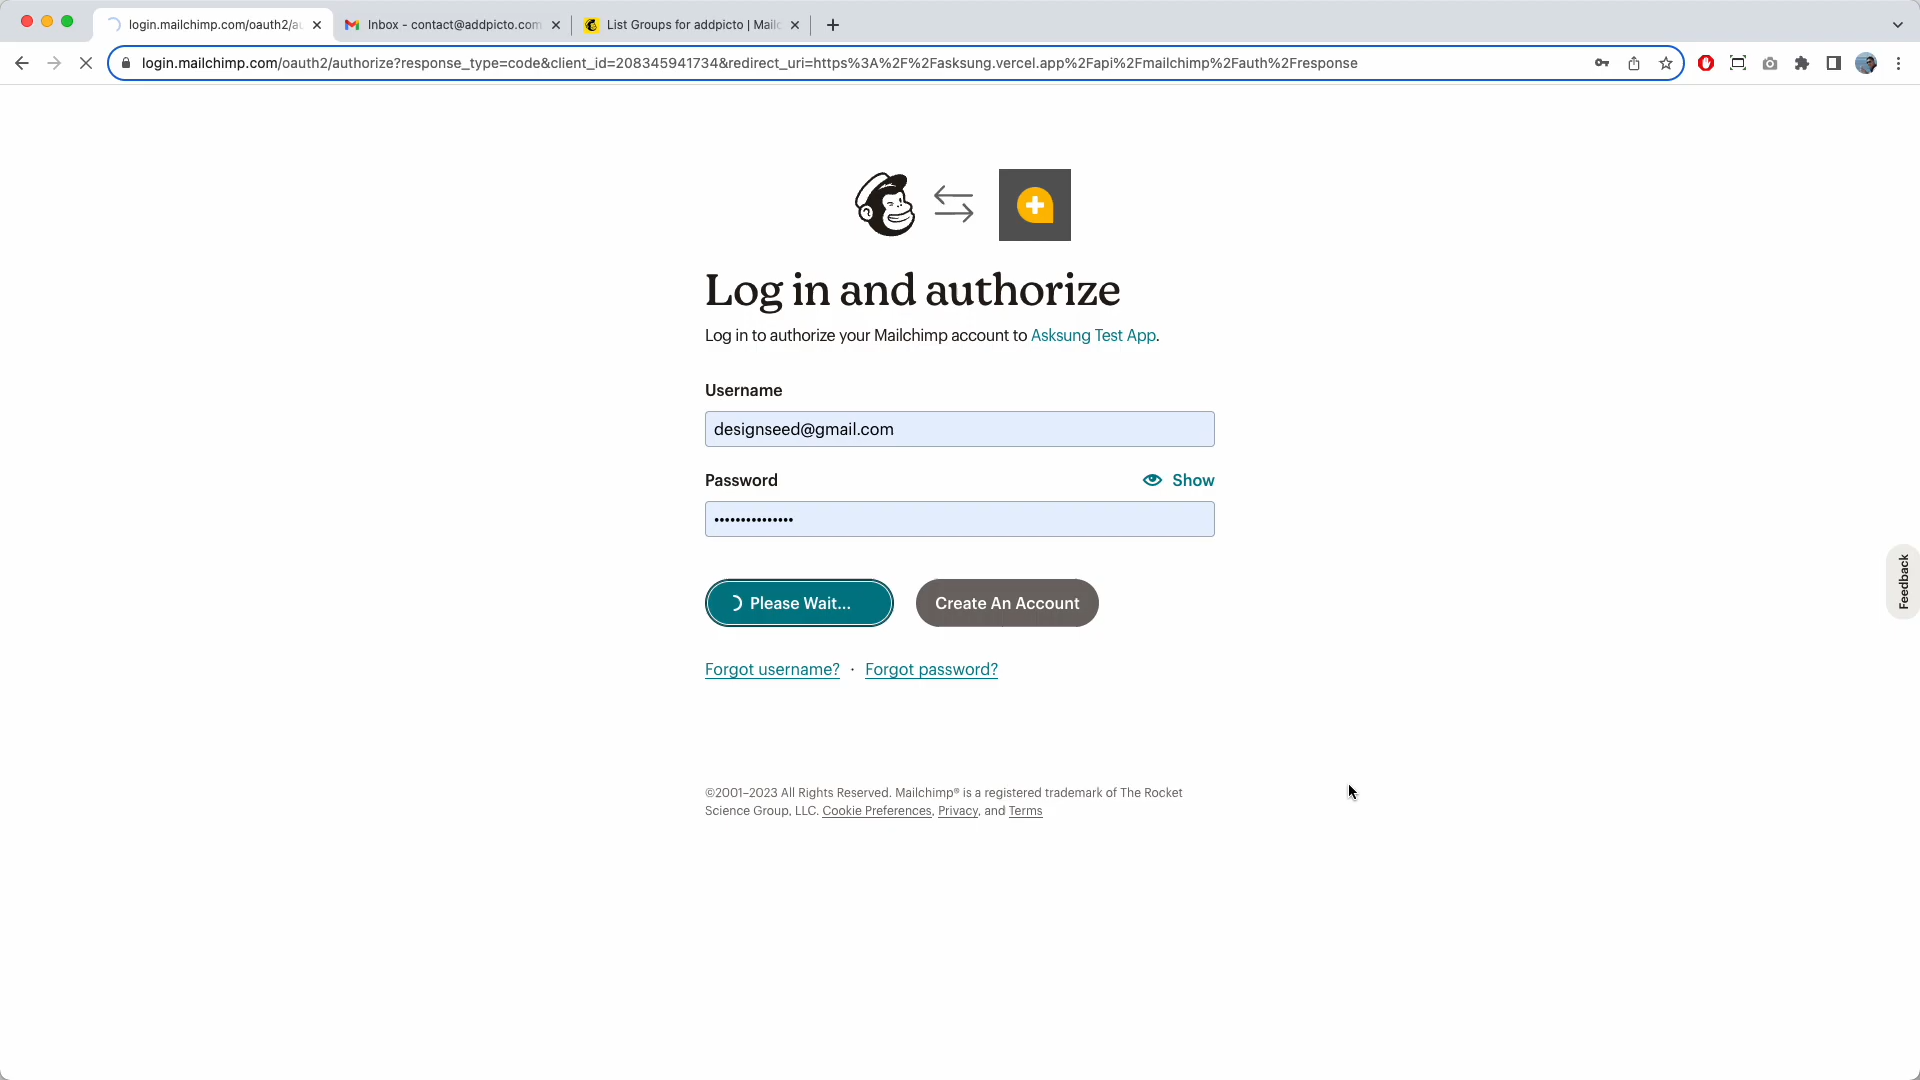 login.mailchimp.com/oauth2/au
Inbox - contact@addpicto.com
List Groups for addpicto | Mailc
login.mailchimp.com/oauth2/authorize?response_type=code&client_id=208345941734&redirect_uri=https%3A%2F%2Fasksung.vercel.app%2Fapi%2Fmailchimp%2Fauth%2Fresponse
Log in and authorize
Log in to authorize your Mailchimp account to Asksung Test App.
Username
designseed@gmail.com
Password
Show
•••••••••••••••
Please Wait...
Create An Account
Feedback
Forgot username? · Forgot password?
©2001–2023 All Rights Reserved. Mailchimp® is a registered trademark of The Rocket
Science Group, LLC. Cookie Preferences, Privacy, and Terms